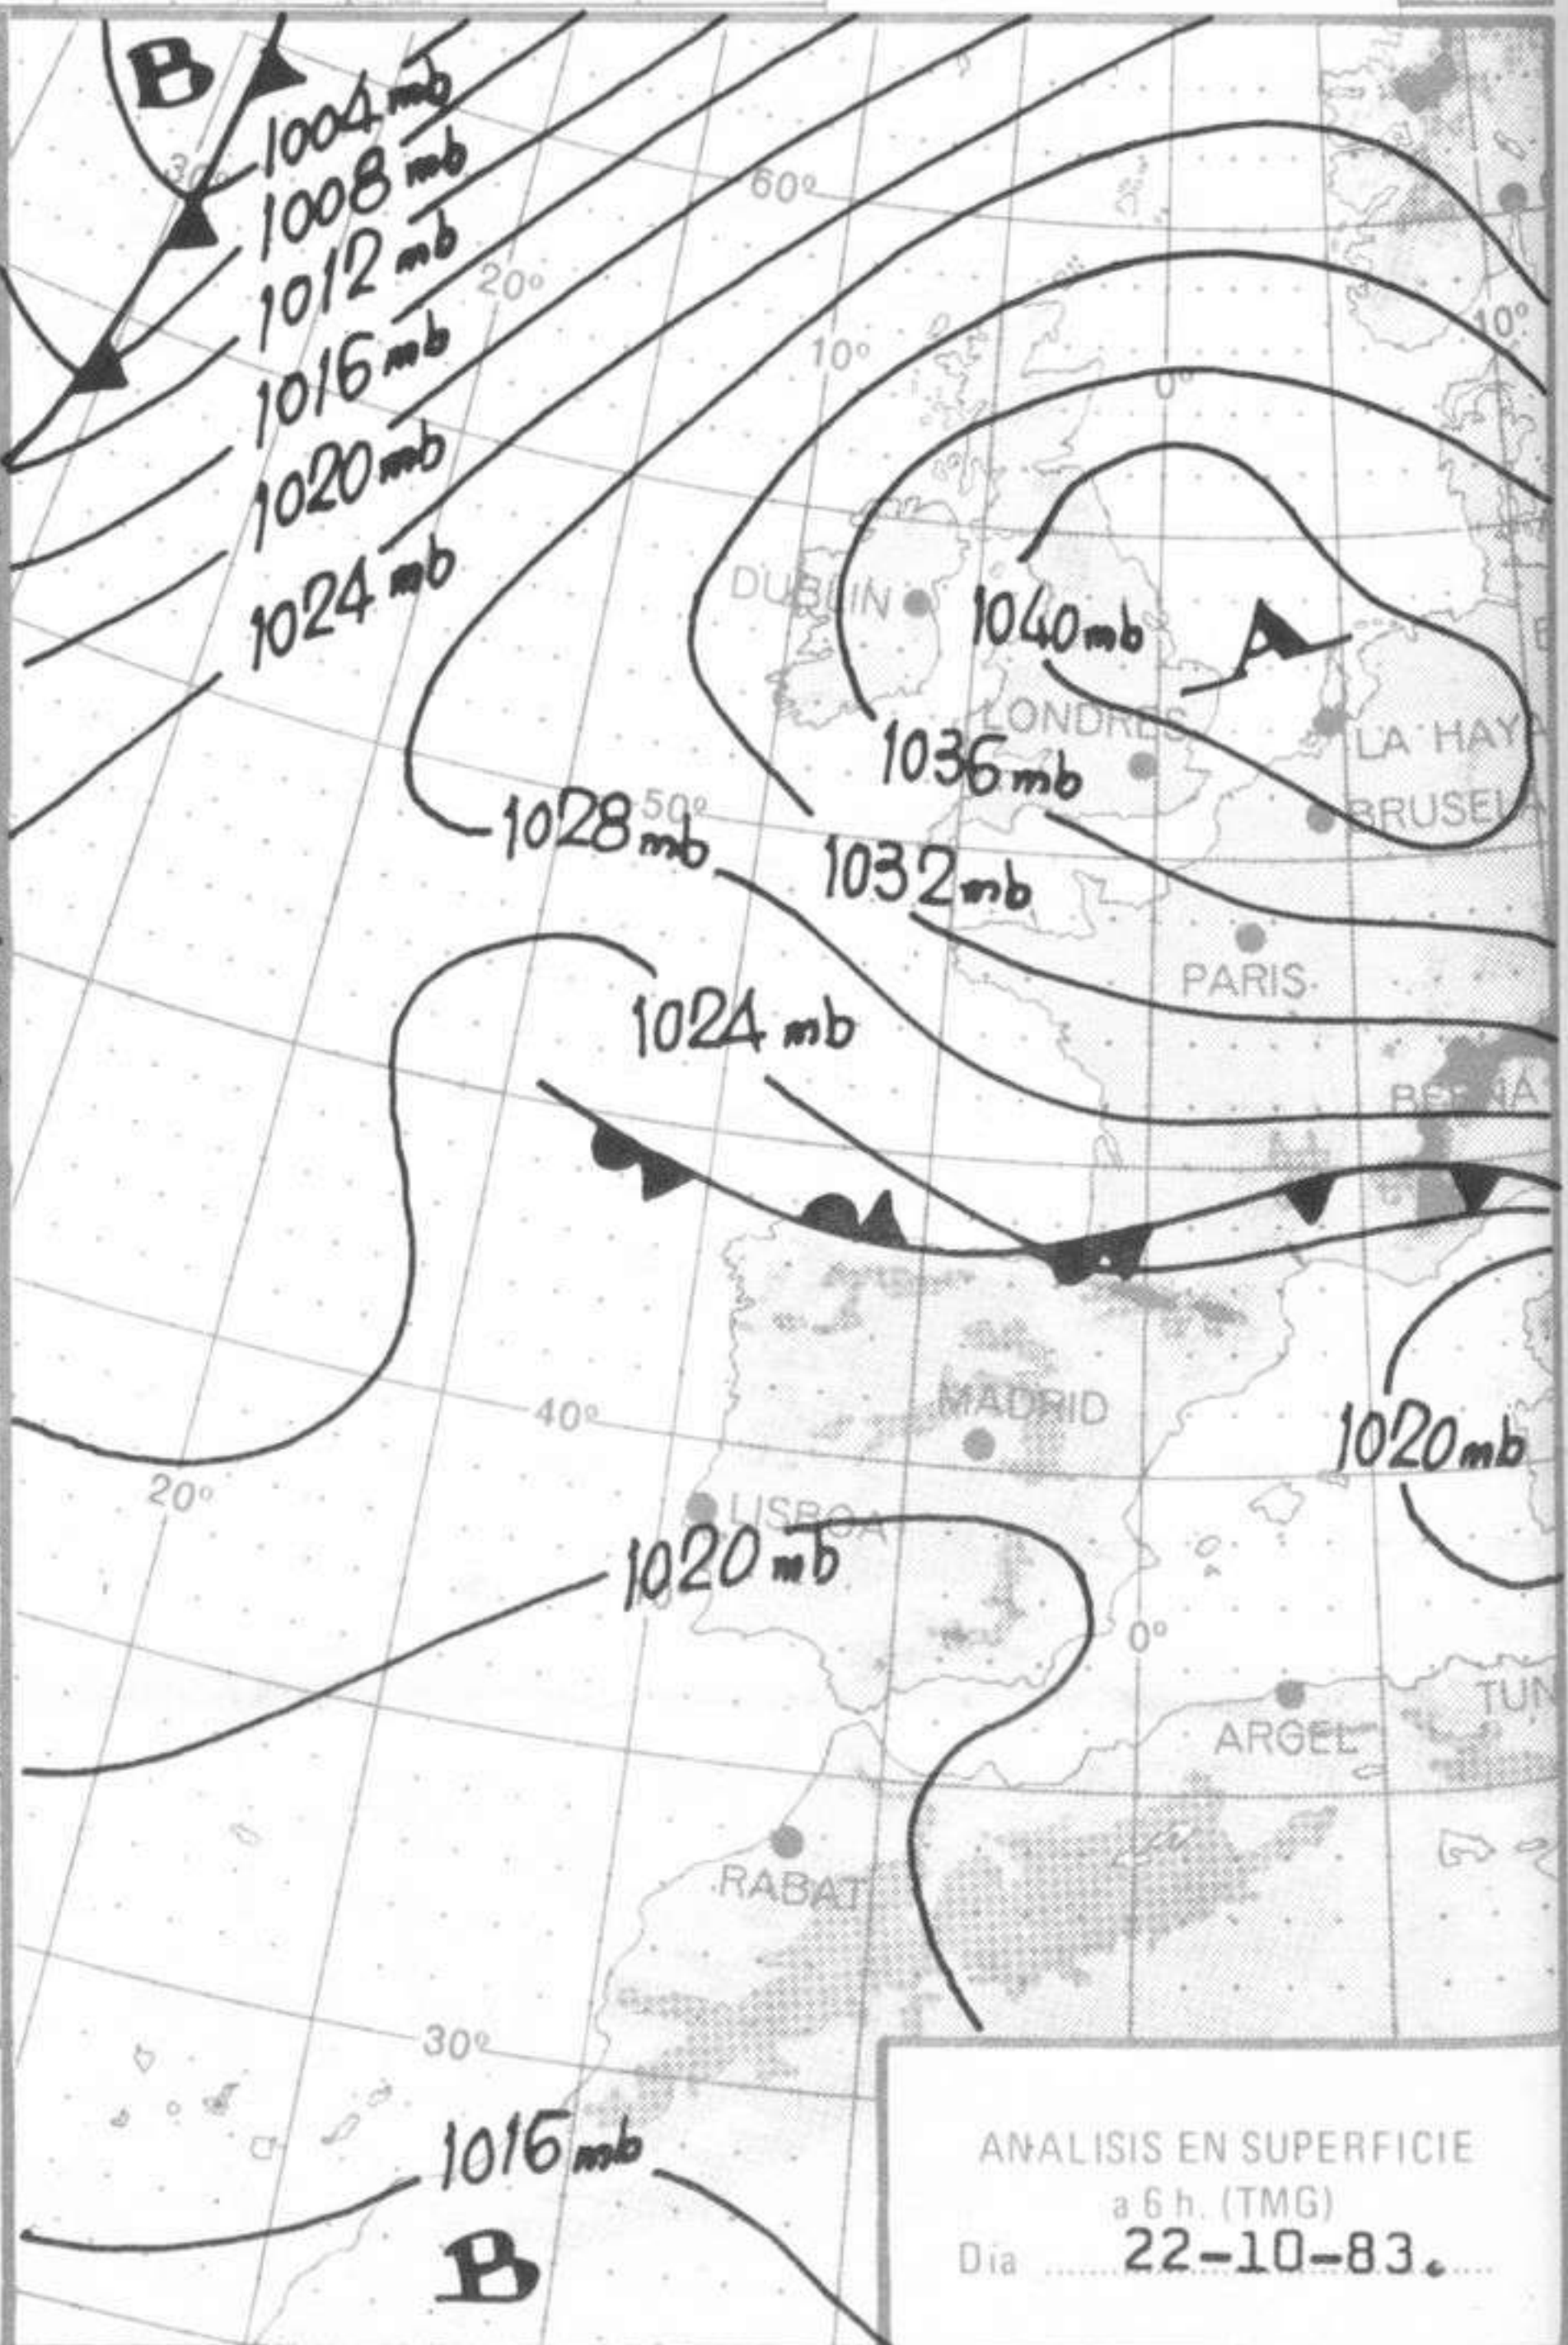 B
1004 mb
30°
1008 mb
60°
1012 mb
20°
1016 mb
10°
10°
0°
1020 mb
1024 mb
DUBLIN
1040 mb
A
LONDRES
LA HAYA
1036 mb
50°
1028 mb
BRUSELA
1032 mb
PARIS
1024 mb
BERNA
MADRID
40°
1020 mb
20°
LISBOA
1020 mb
0°
TUN
ARGEL
RABAT
30°
1016 mb
B
ANALISIS EN SUPERFICIE
a 6 h. (TMG)
Dia 22-10-83.